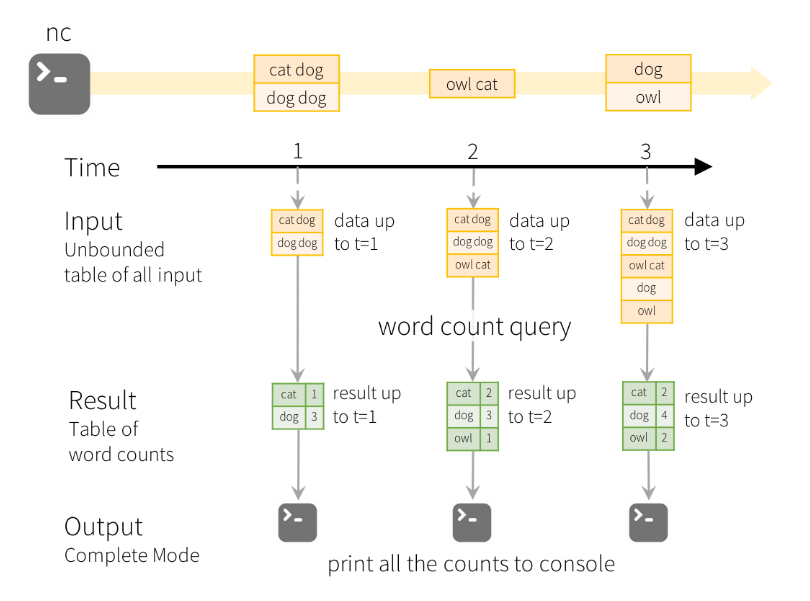 nc
cat dog
dog dog
owl cat
dog
owl
Time
1
2
3
Input
Unbounded
table of all input
cat dog
dog dog
data up
to t=1
cat dog
dog dog
owl cat
data up
to t=2
cat dog
dog dog
owl cat
dog
owl
data up
to t=3
word count query
Result
Table of
word counts
cat 1
dog 3
result up
to t=1
cat 2
dog 3
owl 1
result up
to t=2
cat 2
dog 4
owl 2
result up
to t=3
Output
Complete Mode
print all the counts to console